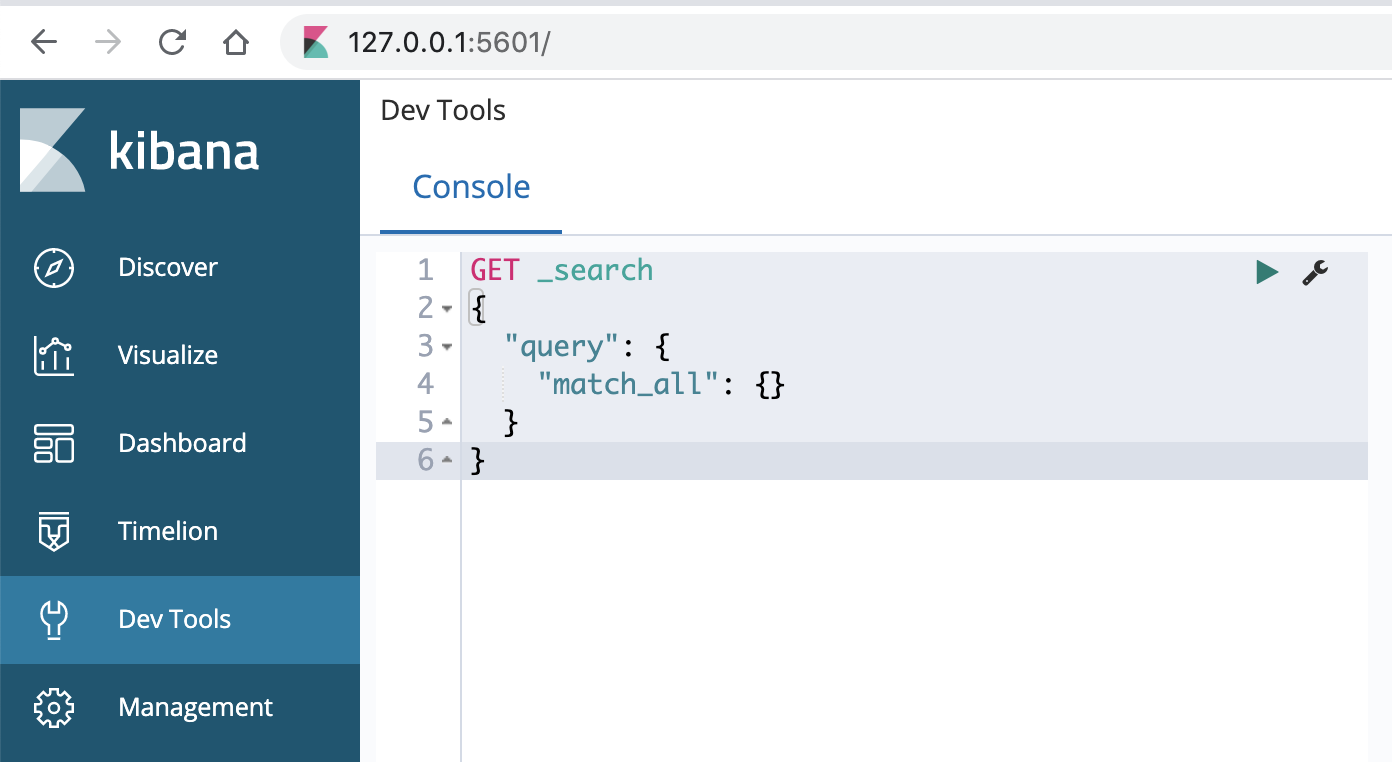 127.0.0.1:5601/
kibana
Discover
Visualize
Dashboard
Timelion
Dev Tools
Management
Dev Tools
Console
1 GET _search
2 {
3 "query": {
4 "match_all": {}
5 }
6 }